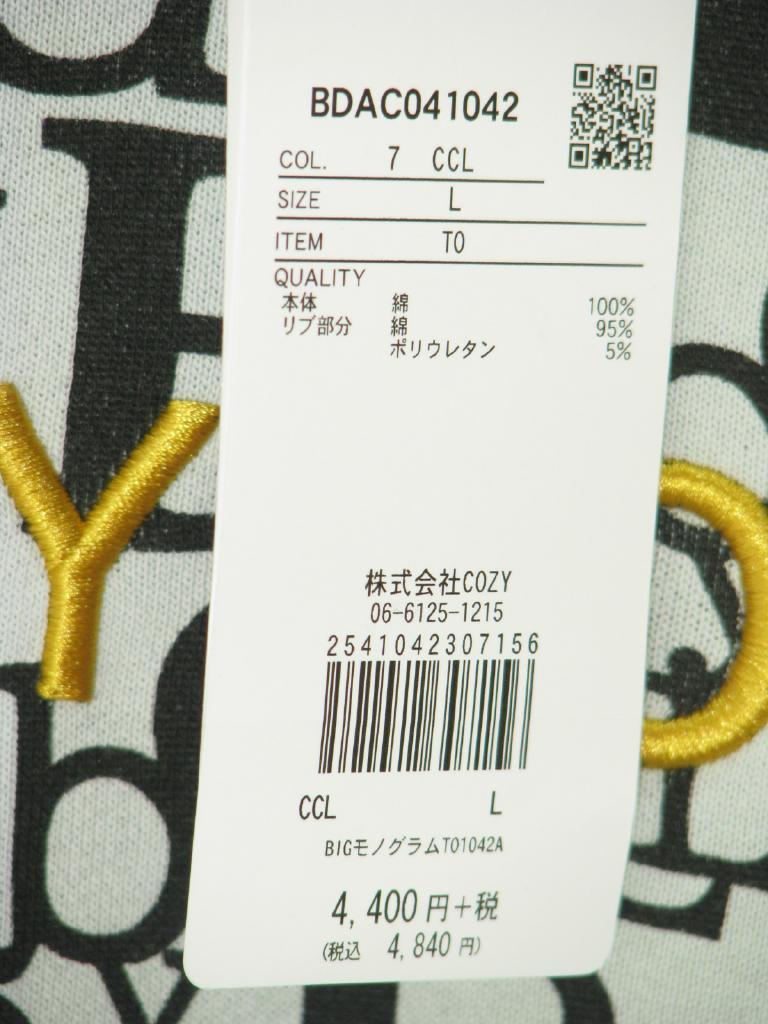 BDAC041042
COL. 7 CCL
SIZE L
ITEM TO
QUALITY
本体 綿 100%
リブ部分 綿 95%
ポリウレタン 5%
Y O
株式会社COZY
06-6125-1215
2541042307156
CCL L
BIGモノグラムTO1042A
4,400円+税
(税込 4,840円)